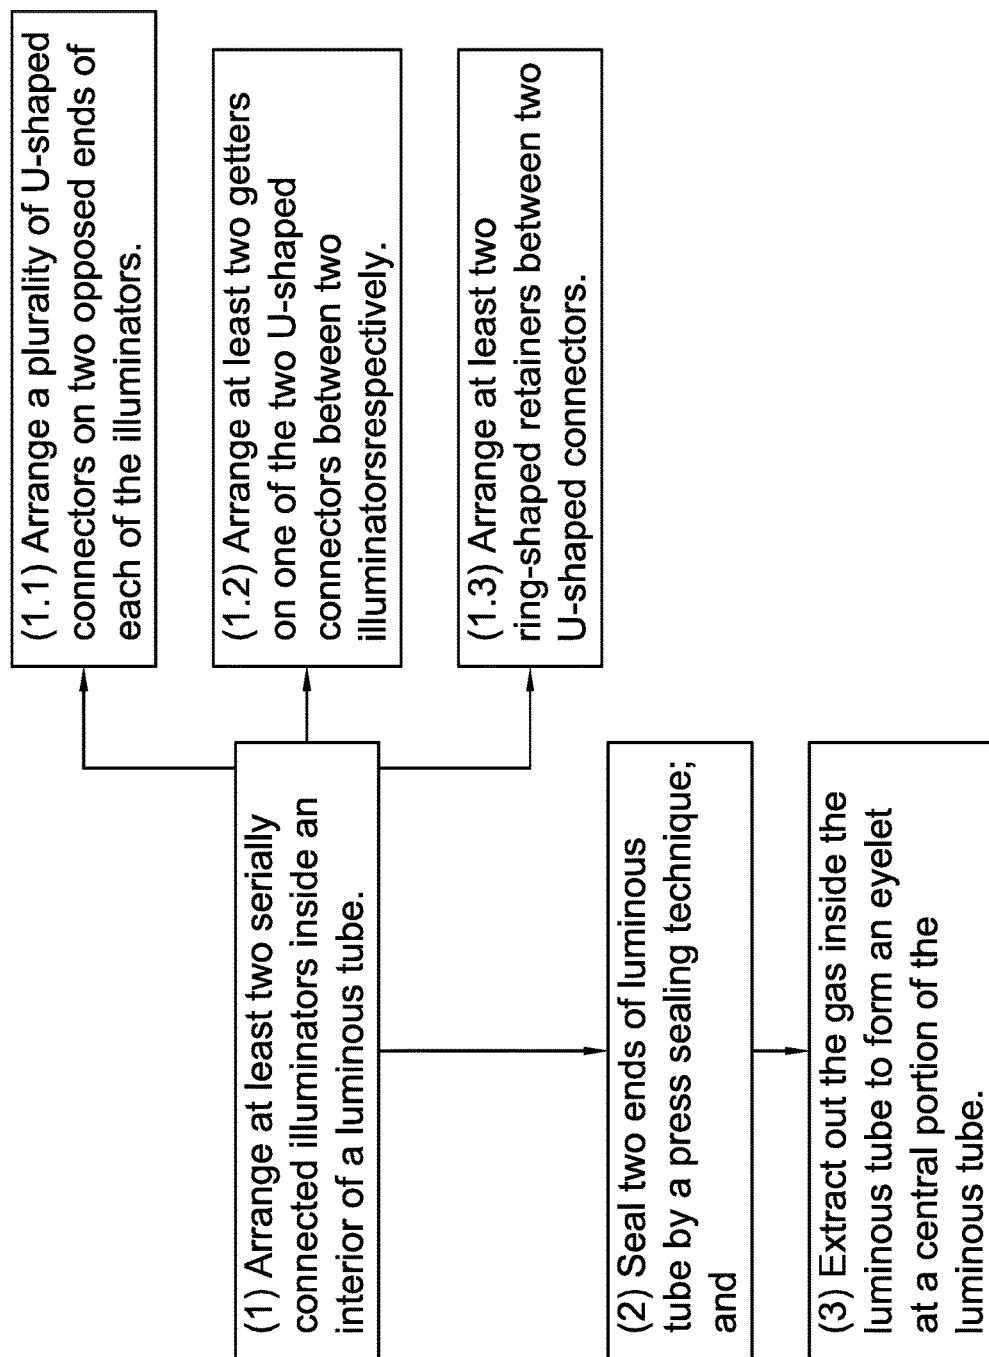 (1) Arrange at least two serially
connected illuminators inside an
interior of a luminous tube.
(1.1) Arrange a plurality of U-shaped
connectors on two opposed ends of
each of the illuminators.
(1.2) Arrange at least two getters
on one of the two U-shaped
connectors between two
illuminatorsrespectively.
(1.3) Arrange at least two
ring-shaped retainers between two
U-shaped connectors.
(2) Seal two ends of luminous
tube by a press sealing technique;
and
(3) Extract out the gas inside the
luminous tube to form an eyelet
at a central portion of the
luminous tube.